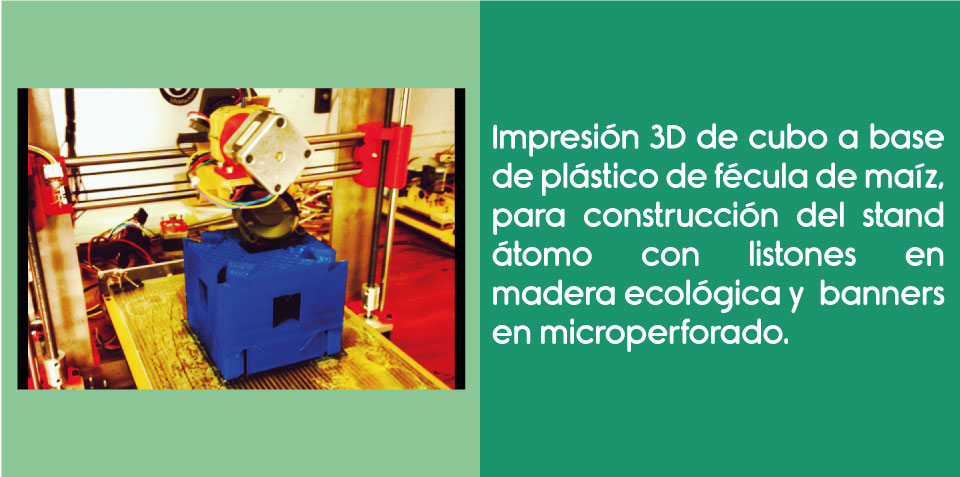 Impresión 3D de cubo a base
de plástico de fécula de maíz,
para construcción del stand
átomo con listones en
madera ecológica y banners
en microperforado.